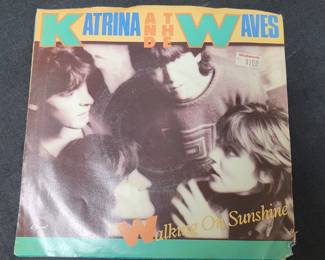 KATRINA AND THE WAVES
Walking On Sunshine